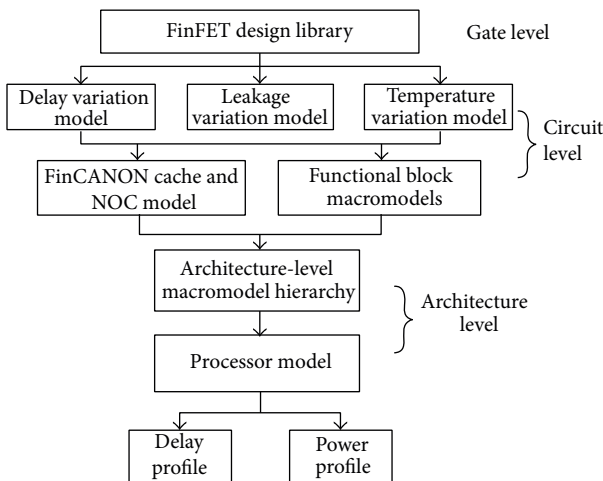 FinFET design library
Gate level
Delay variation
model
Leakage
variation model
Temperature
variation model
Circuit
level
FinCANON cache and
NOC model
Functional block
macromodels
Architecture-level
macromodel hierarchy
Architecture
level
Processor model
Delay
profile
Power
profile